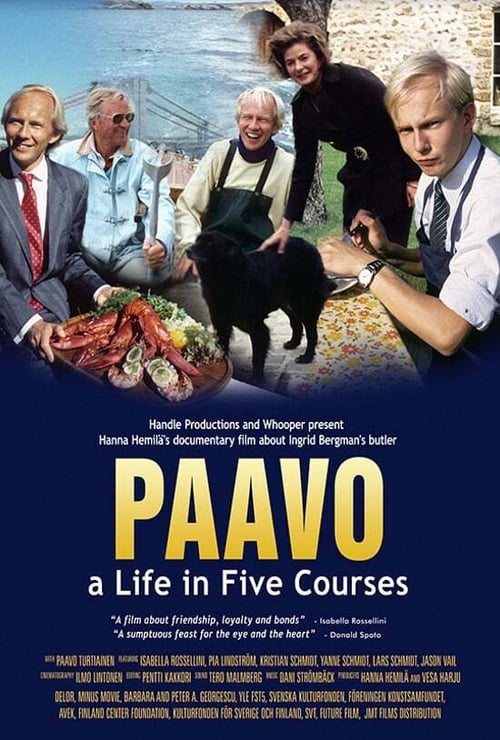 Handle Productions and Whooper present
Hanna Hemilä's documentary film about Ingrid Bergman's butler
PAAVO
a Life in Five Courses
"A film about friendship, loyalty and bonds" - Isabella Rossellini
"A sumptuous feast for the eye and the heart" - Donald Spoto
WITH PAAVO TURTIAINEN FEATURING ISABELLA ROSSELLINI, PIA LINDSTRÖM, KRISTIAN SCHMIDT, YANNE SCHMIDT, LARS SCHMIDT, JASON VAIL
CINEMATOGRAPHY ILMO LINTONEN EDITING PENTTI KAKKORI SOUND TERO MALMBERG MUSIC DANI STRÖMBÄCK PRODUCERS HANNA HEMILÄ AND VESA HARJU
DELOR, MINUS MOVIE, BARBARA AND PETER A. GEORGESCU, YLE FST5, SVENSKA KULTURFONDEN, FÖRENINGEN KONSTSAMFUNDET,
AVEK, FINLAND CENTER FOUNDATION, KULTURFONDEN FÖR SVERIGE OCH FINLAND, SVT, FUTURE FILM, JMT FILMS DISTRIBUTION